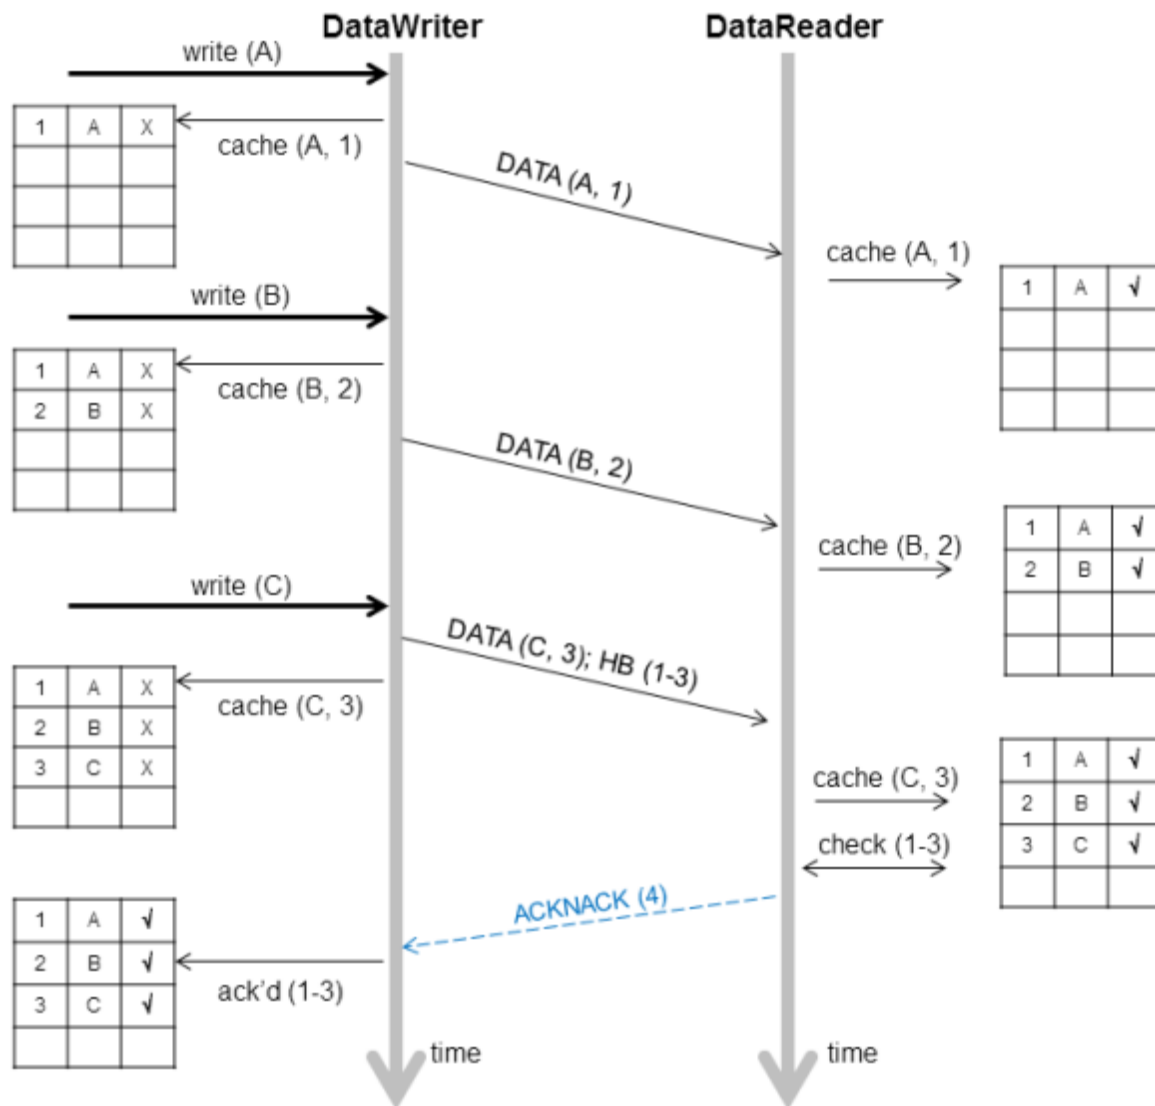 DataWriter DataReader
write (A)
1 A X
cache (A, 1)
DATA (A, 1)
cache (A, 1)
1 A √
write (B)
1 A X
2 B X
cache (B, 2)
DATA (B, 2)
cache (B, 2)
1 A √
2 B √
write (C)
DATA (C, 3); HB (1-3)
1 A X
2 B X
3 C X
cache (C, 3)
cache (C, 3)
check (1-3)
1 A √
2 B √
3 C √
ACKNACK (4)
1 A √
2 B √
3 C √
ack'd (1-3)
time time